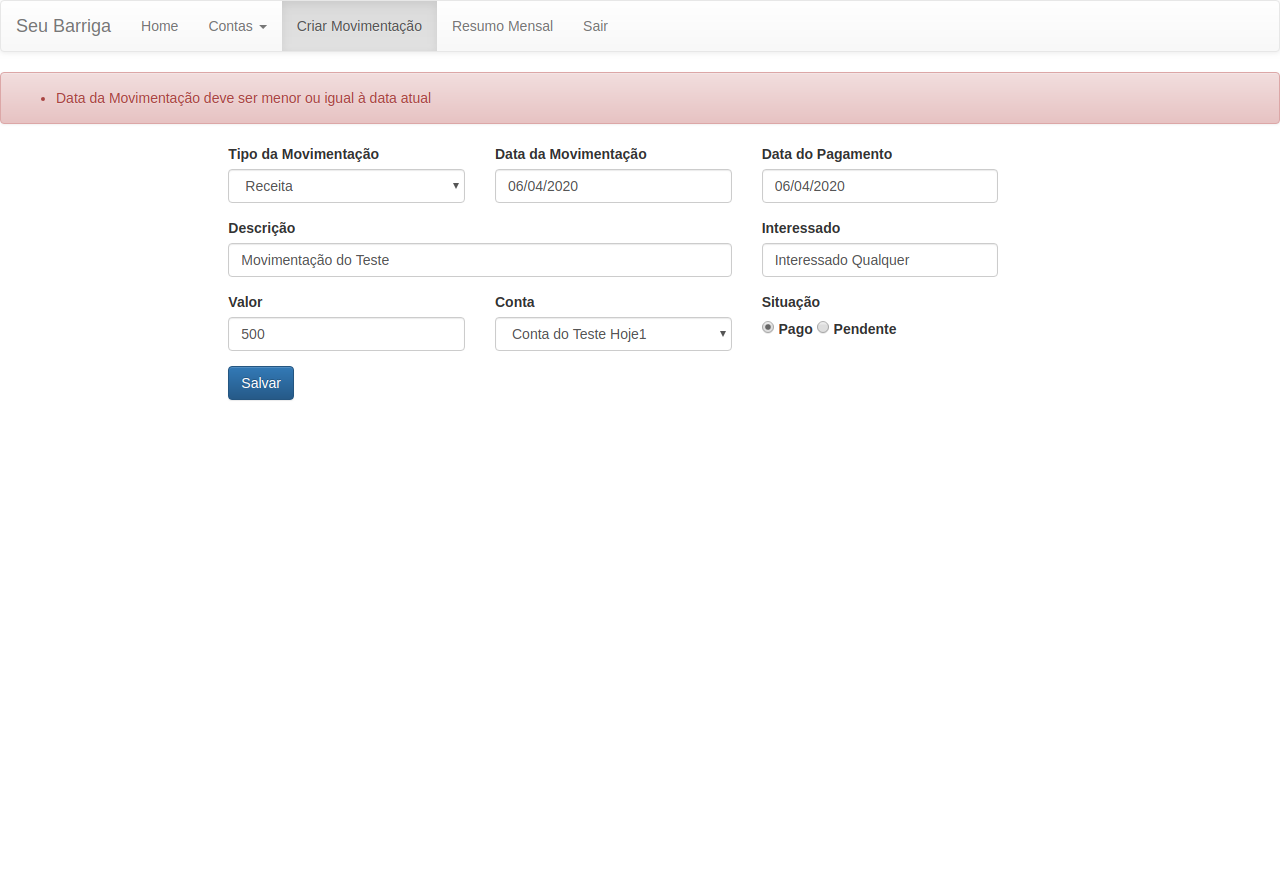 Seu Barriga Home Contas Criar Movimentação Resumo Mensal Sair
Data da Movimentação deve ser menor ou igual à data atual
Tipo da Movimentação Data da Movimentação Data do Pagamento
Receita 06/04/2020 06/04/2020
Descrição Interessado
Movimentação do Teste Interessado Qualquer
Valor Conta Situação
500 Conta do Teste Hoje1 Pago Pendente
Salvar